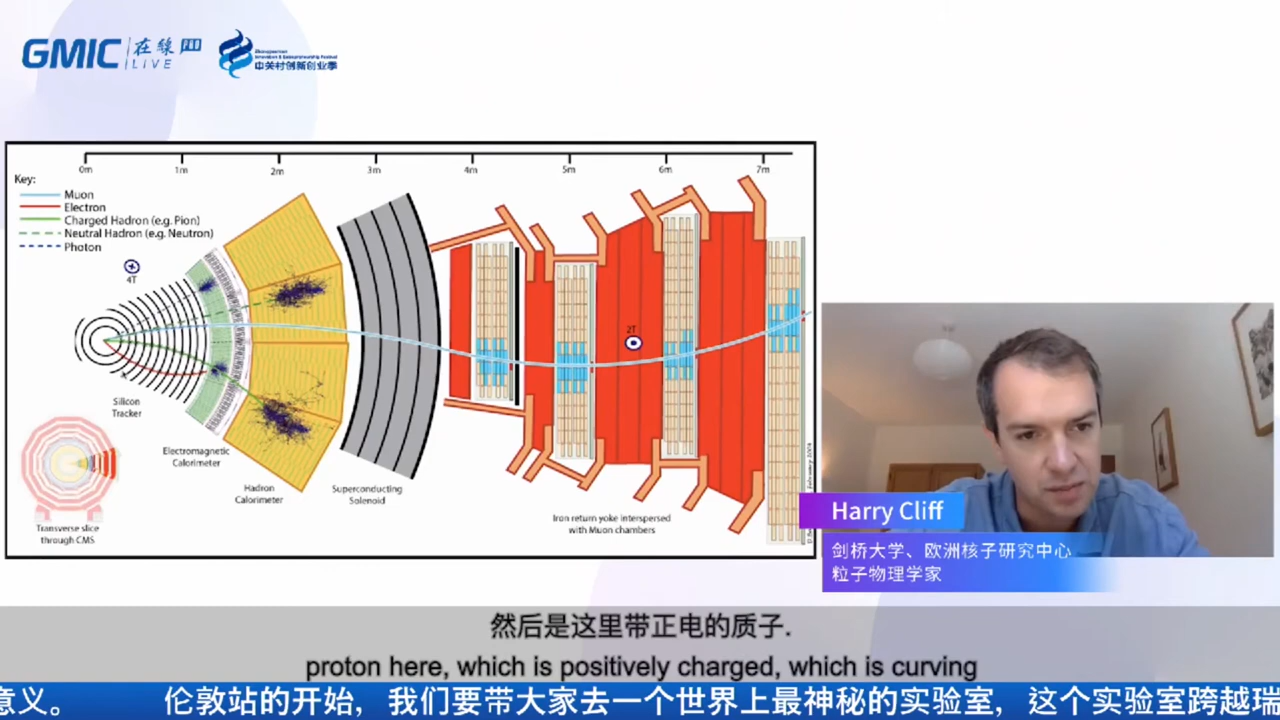 GMIC 在線 PRO
LIVE
Zhongguancun
Innovation & Entrepreneurship Festival
中关村创新创业季
0m 1m 2m 3m 4m 5m 6m 7m
Key:
Muon
Electron
Charged Hadron (e.g. Pion)
Neutral Hadron (e.g. Neutron)
Photon
4T
2T
Silicon
Tracker
Electromagnetic
Calorimeter
Hadron
Calorimeter
Superconducting
Solenoid
Iron return yoke interspersed
with Muon chambers
Transverse slice
through CMS
Harry Cliff
剑桥大学、欧洲核子研究中心
粒子物理学家
然后是这里带正电的质子.
proton here, which is positively charged, which is curving
意义。 伦敦站的开始，我们要带大家去一个世界上最神秘的实验室，这个实验室跨越瑞